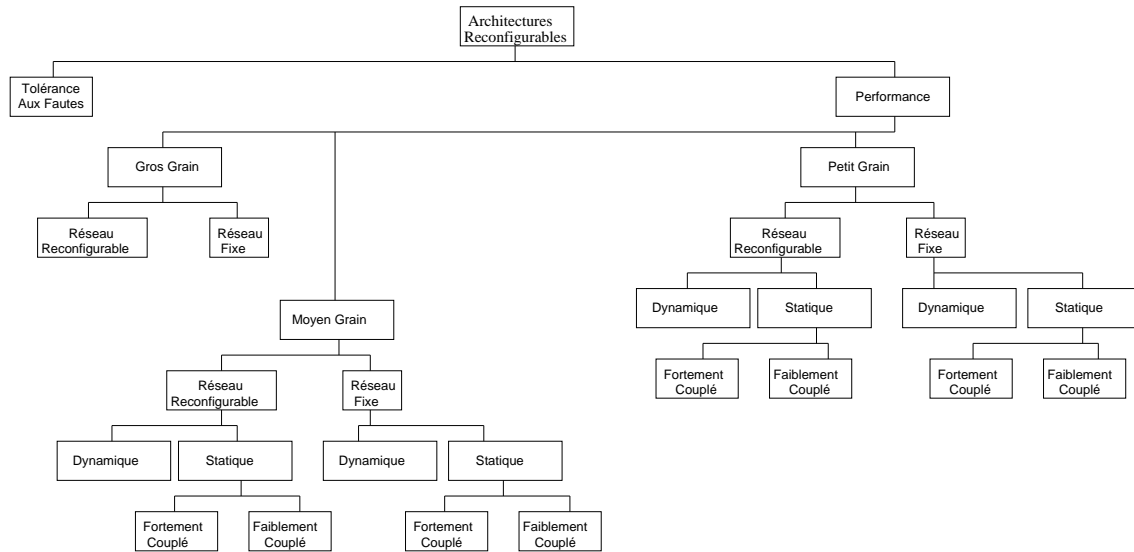 Architectures
Reconfigurables
Tolérance
Aux Fautes
Performance
Gros Grain
Petit Grain
Réseau
Reconfigurable
Réseau
Fixe
Réseau
Reconfigurable
Réseau
Fixe
Dynamique
Statique
Dynamique
Statique
Moyen Grain
Fortement
Couplé
Faiblement
Couplé
Fortement
Couplé
Faiblement
Couplé
Réseau
Reconfigurable
Réseau
Fixe
Dynamique
Statique
Dynamique
Statique
Fortement
Couplé
Faiblement
Couplé
Fortement
Couplé
Faiblement
Couplé